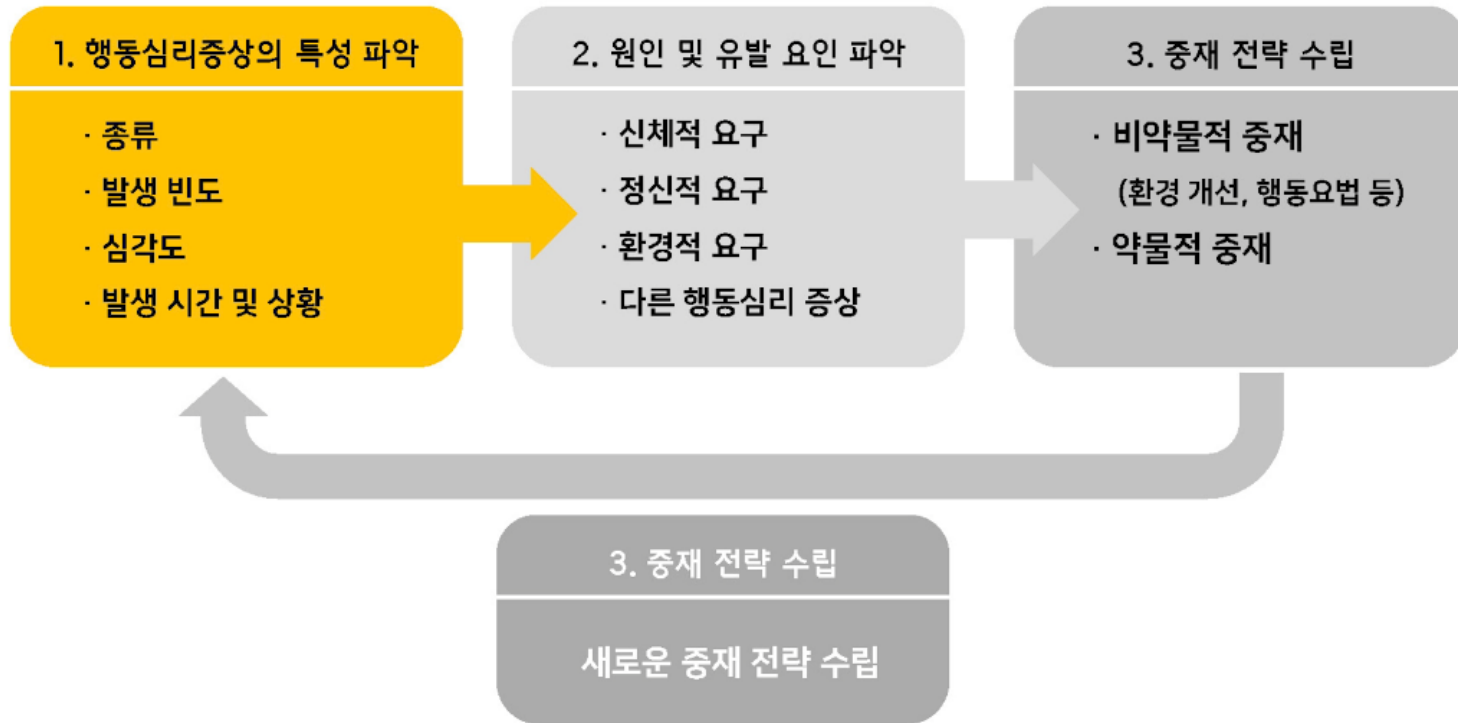 1. 행동심리증상의 특성 파악
· 종류
· 발생 빈도
· 심각도
· 발생 시간 및 상황
2. 원인 및 유발 요인 파악
· 신체적 요구
· 정신적 요구
· 환경적 요구
· 다른 행동심리 증상
3. 중재 전략 수립
· 비약물적 중재
(환경 개선, 행동요법 등)
· 약물적 중재
3. 중재 전략 수립
새로운 중재 전략 수립